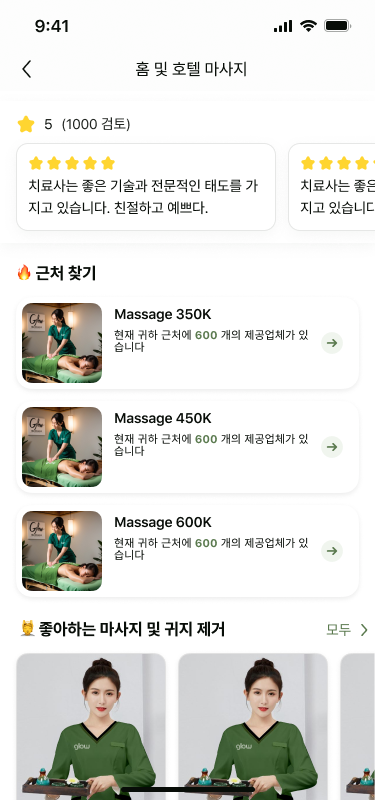 9:41
홈 및 호텔 마사지
5 (1000 검토)
치료사는 좋은 기술과 전문적인 태도를 가
지고 있습니다. 친절하고 예쁘다.
치료사는 좋은
지고 있습니다
🔥 근처 찾기
Glow
Massage 350K
현재 귀하 근처에 600 개의 제공업체가 있
습니다
Glow
Massage 450K
현재 귀하 근처에 600 개의 제공업체가 있
습니다
Glow
Massage 600K
현재 귀하 근처에 600 개의 제공업체가 있
습니다
💆 좋아하는 마사지 및 귀지 제거
모두
glow
glow